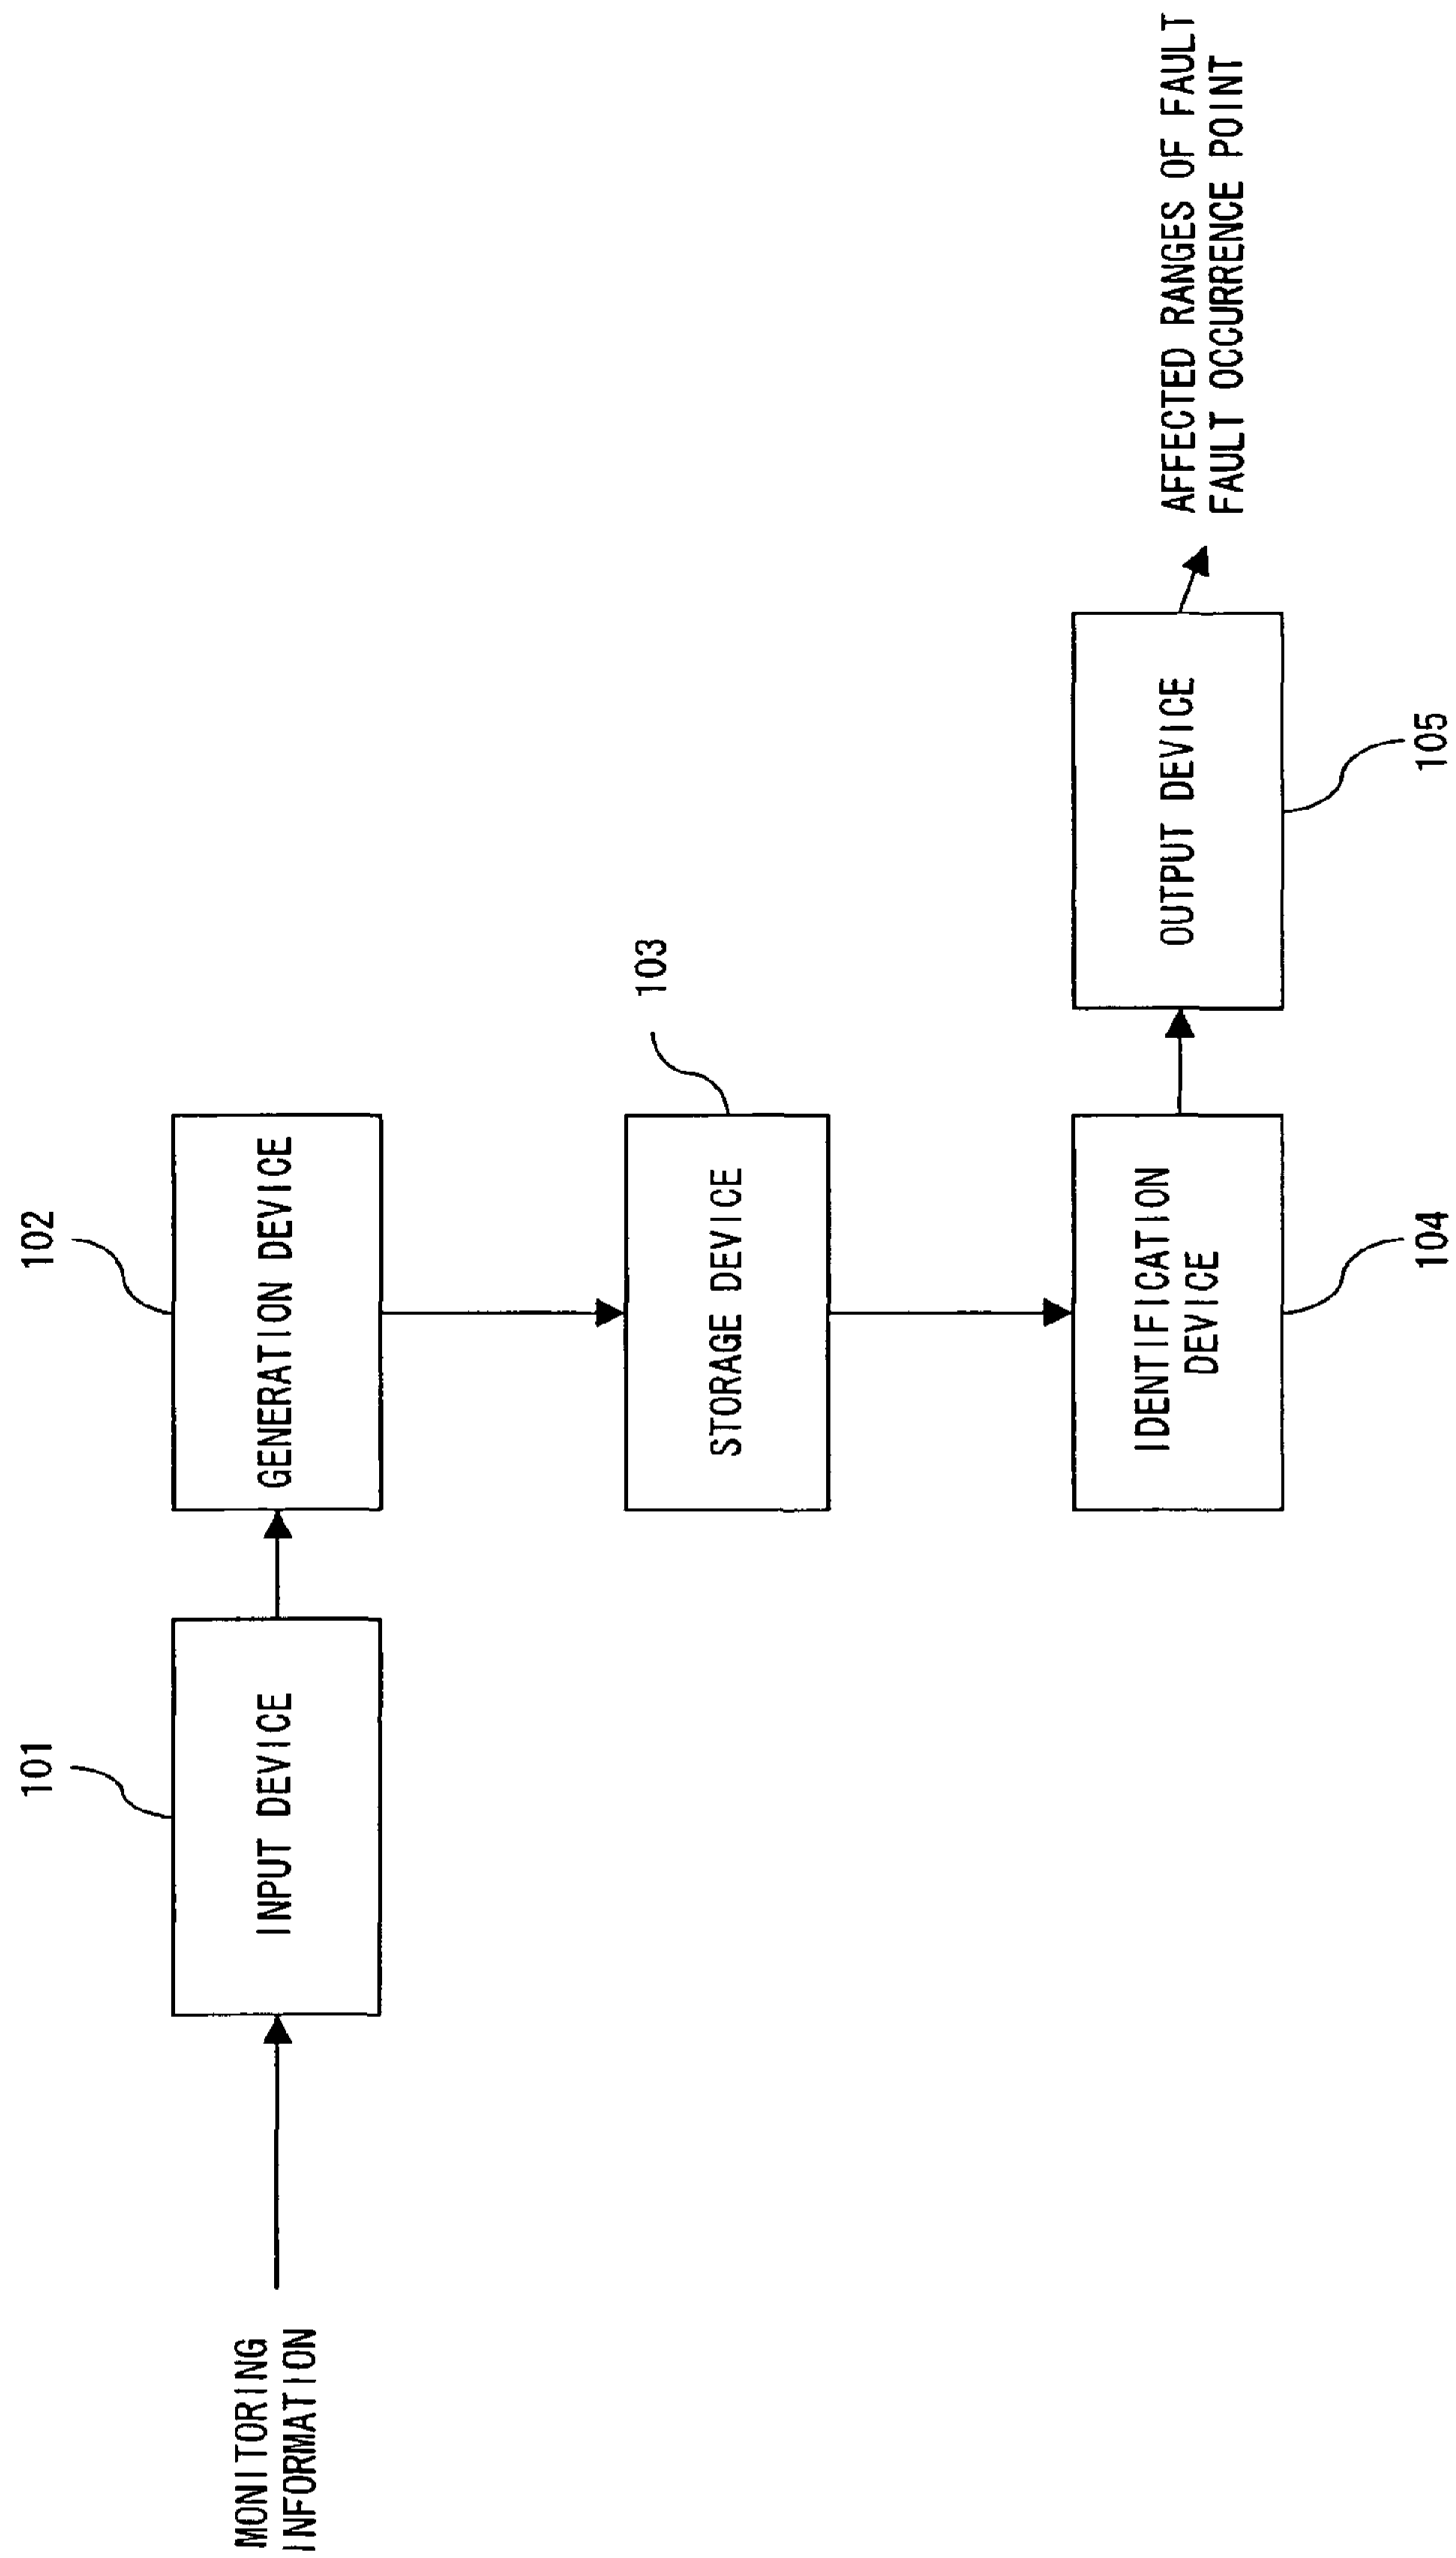 101
102
MONITORING
INFORMATION
INPUT DEVICE
GENERATION DEVICE
103
STORAGE DEVICE
IDENTIFICATION
DEVICE
OUTPUT DEVICE
AFFECTED RANGES OF FAULT
FAULT OCCURRENCE POINT
104
105